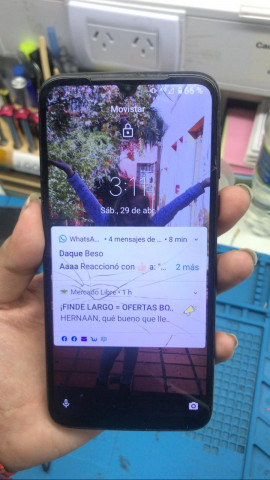 66%
Movistar
3:11
Sáb., 29 de abr.
WhatsA... • 4 mensajes de ... • 8 min
Daque Beso
Aaaa Reaccionó con a: "... 2 más
Mercado Libre • 1 h
¡FINDE LARGO = OFERTAS BO..
HERNAAN, qué bueno que lle..